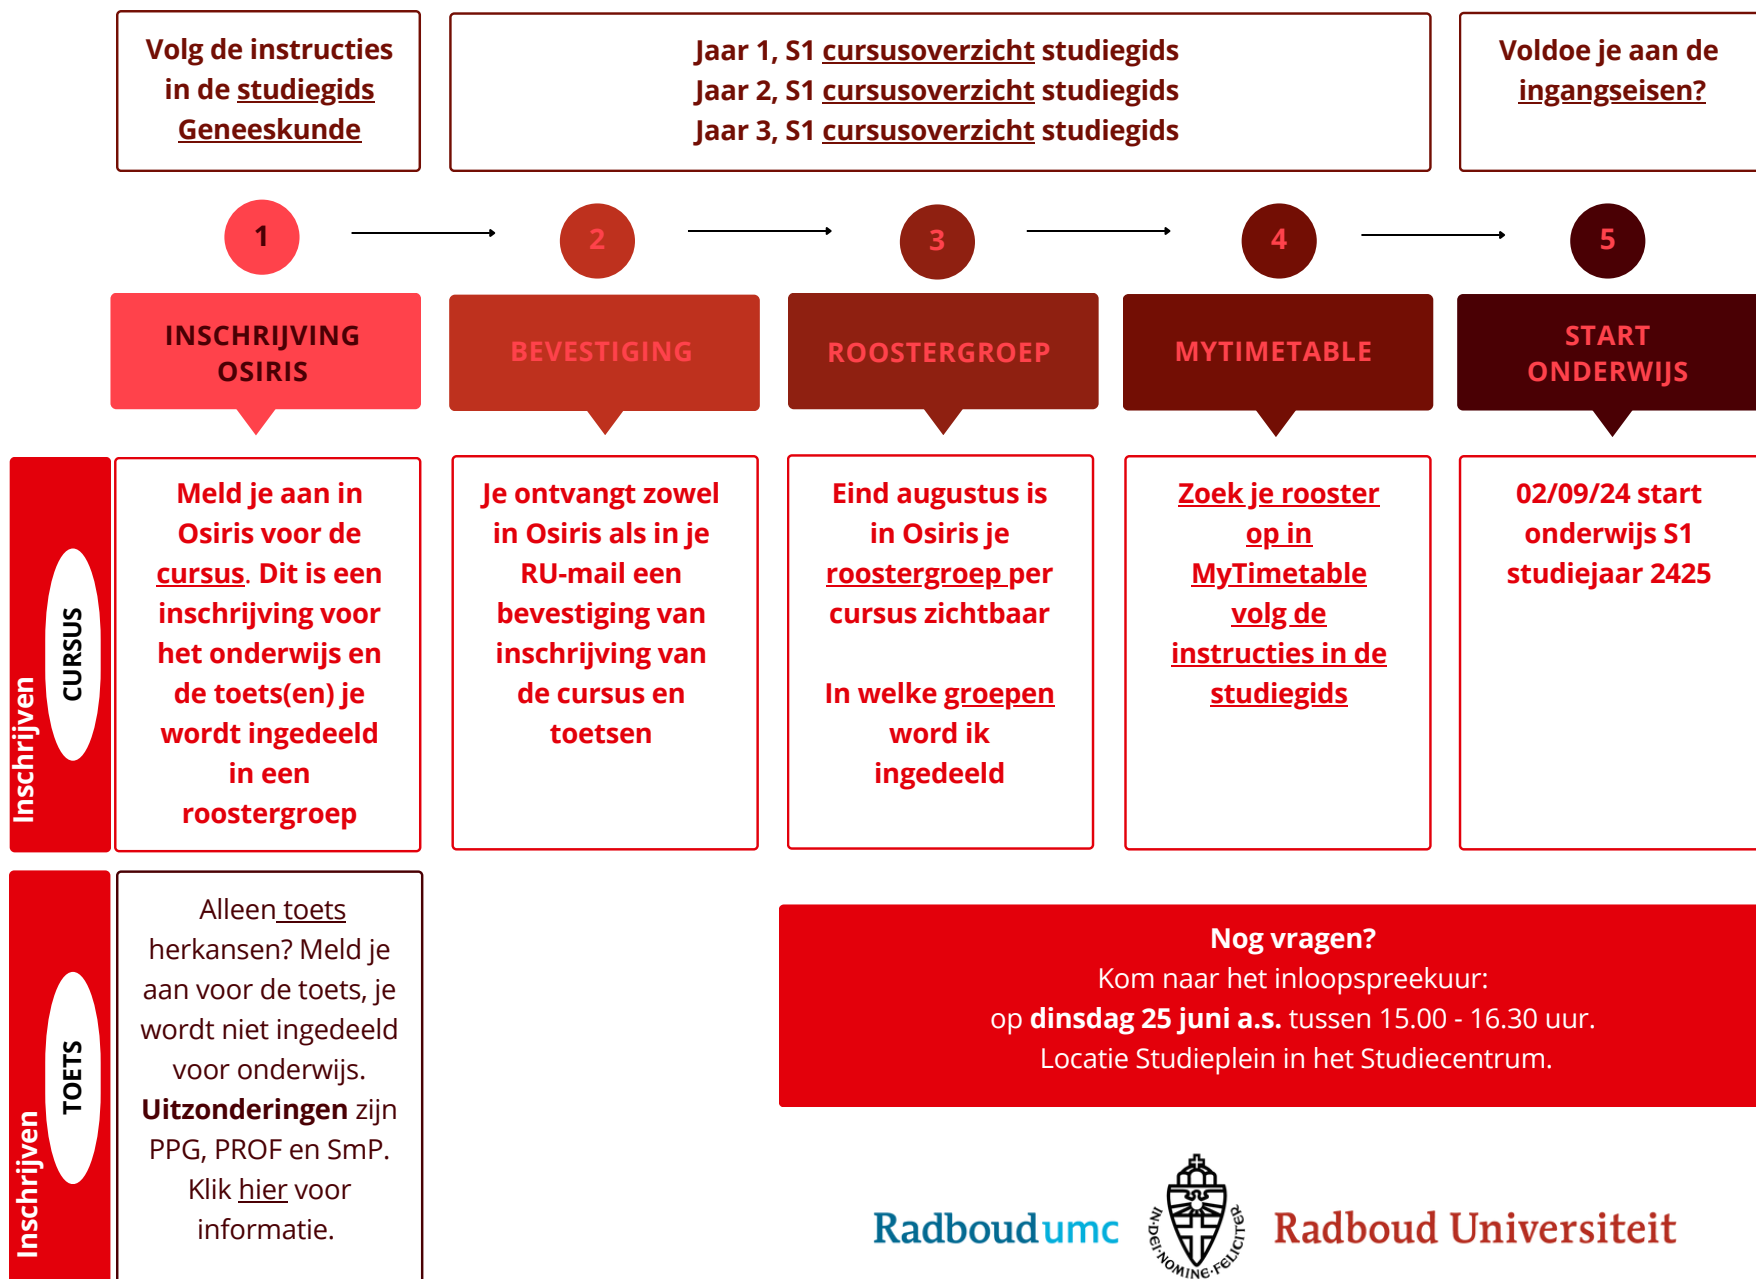 Volg de instructies
in de studiegids
Geneeskunde
Jaar 1, S1 cursusoverzicht studiegids
Jaar 2, S1 cursusoverzicht studiegids
Jaar 3, S1 cursusoverzicht studiegids
Voldoe je aan de
ingangseisen?
1
2
3
4
5
INSCHRIJVING
OSIRIS
BEVESTIGING
ROOSTERGROEP
MYTIMETABLE
START
ONDERWIJS
Inschrijven
CURSUS
Meld je aan in
Osiris voor de
cursus. Dit is een
inschrijving voor
het onderwijs en
de toets(en) je
wordt ingedeeld
in een
roostergroep
Je ontvangt zowel
in Osiris als in je
RU-mail een
bevestiging van
inschrijving van
de cursus en
toetsen
Eind augustus is
in Osiris je
roostergroep per
cursus zichtbaar
In welke groepen
word ik
ingedeeld
Zoek je rooster
op in
MyTimetable
volg de
instructies in de
studiegids
02/09/24 start
onderwijs S1
studiejaar 2425
Inschrijven
TOETS
Alleen toets
herkansen? Meld je
aan voor de toets, je
wordt niet ingedeeld
voor onderwijs.
Uitzonderingen zijn
PPG, PROF en SmP.
Klik hier voor
informatie.
Nog vragen?
Kom naar het inloopspreekuur:
op dinsdag 25 juni a.s. tussen 15.00 - 16.30 uur.
Locatie Studieplein in het Studiecentrum.
Radboudumc
IN·DEI·NOMINE·FELICITER
Radboud Universiteit